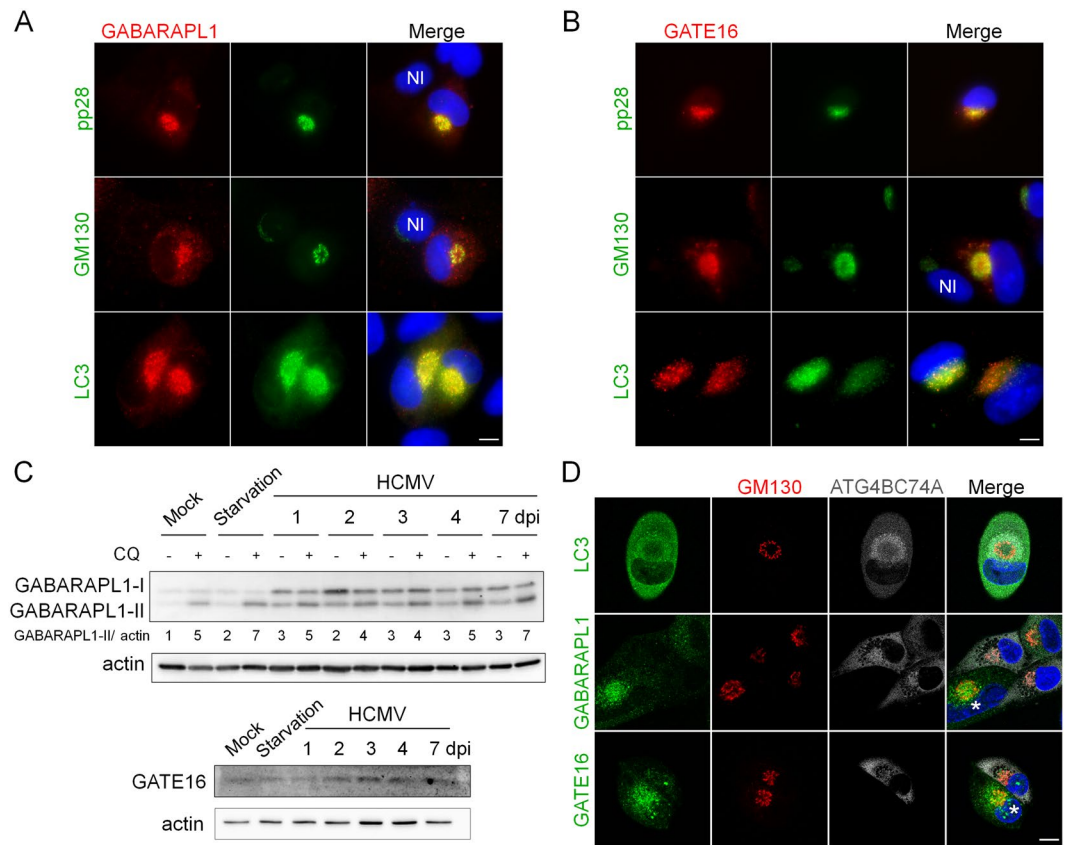 A
GABARAPL1
Merge
pp28
NI
GM130
NI
LC3
B
GATE16
Merge
pp28
GM130
NI
LC3
C
HCMV
Mock
Starvation
1 2 3 4 7 dpi
CQ - + - + - + - + - + - + - +
GABARAPL1-I
GABARAPL1-II
GABARAPL1-II/ actin 1 5 2 7 3 5 2 4 3 4 3 5 3 7
actin
HCMV
Mock
Starvation
1 2 3 4 7 dpi
GATE16
actin
D
GM130 ATG4BC74A Merge
LC3
GABARAPL1
*
GATE16
*